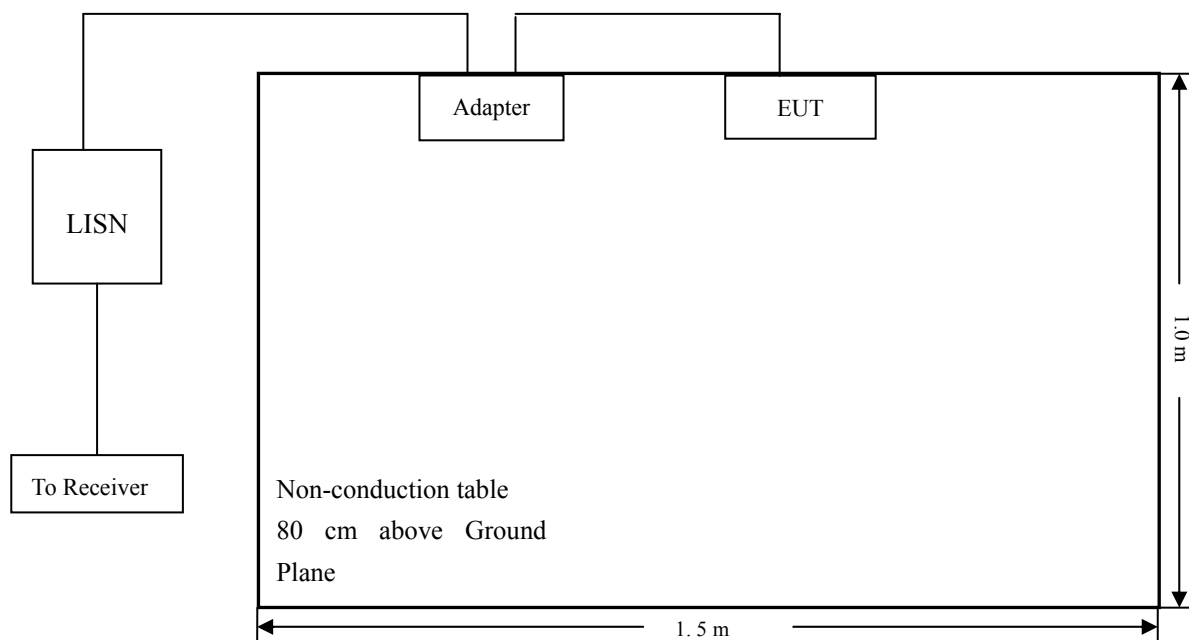 Adapter
EUT
LISN
1.0 m
To Receiver
Non-conduction table
80 cm above Ground
Plane
1. 5 m